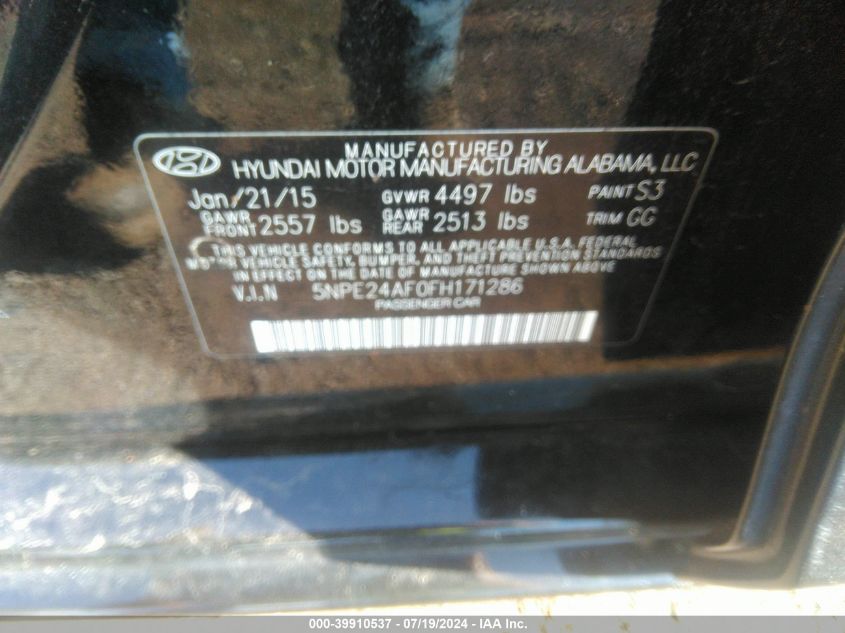 MANUFACTURED BY
HYUNDAI MOTOR MANUFACTURING ALABAMA, LLC
Jan/21/15 GVWR 4497 lbs PAINT S3
GAWR FRONT 2557 lbs GAWR REAR 2513 lbs TRIM GG
THIS VEHICLE CONFORMS TO ALL APPLICABLE U.S.A. FEDERAL
VEHICLE SAFETY, BUMPER, AND THEFT PREVENTION STANDARDS
IN EFFECT ON THE DATE OF MANUFACTURE SHOWN ABOVE
V.I.N 5NPE24AF0FH171286
PASSENGER CAR
000-39910537 - 07/19/2024 - IAA Inc.